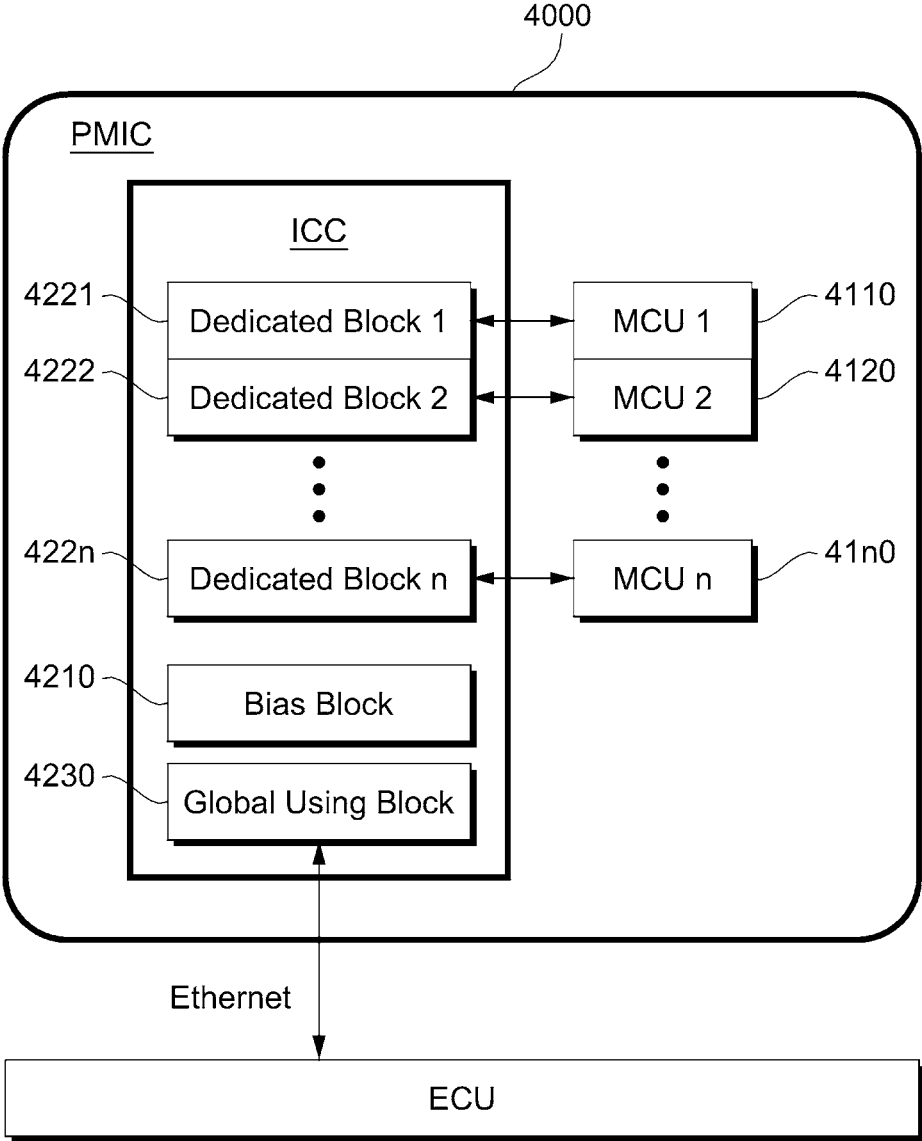 4000
PMIC
ICC
4221
Dedicated Block 1
MCU 1
4110
4222
Dedicated Block 2
MCU 2
4120
422n
Dedicated Block n
MCU n
41n0
4210
Bias Block
4230
Global Using Block
Ethernet
ECU